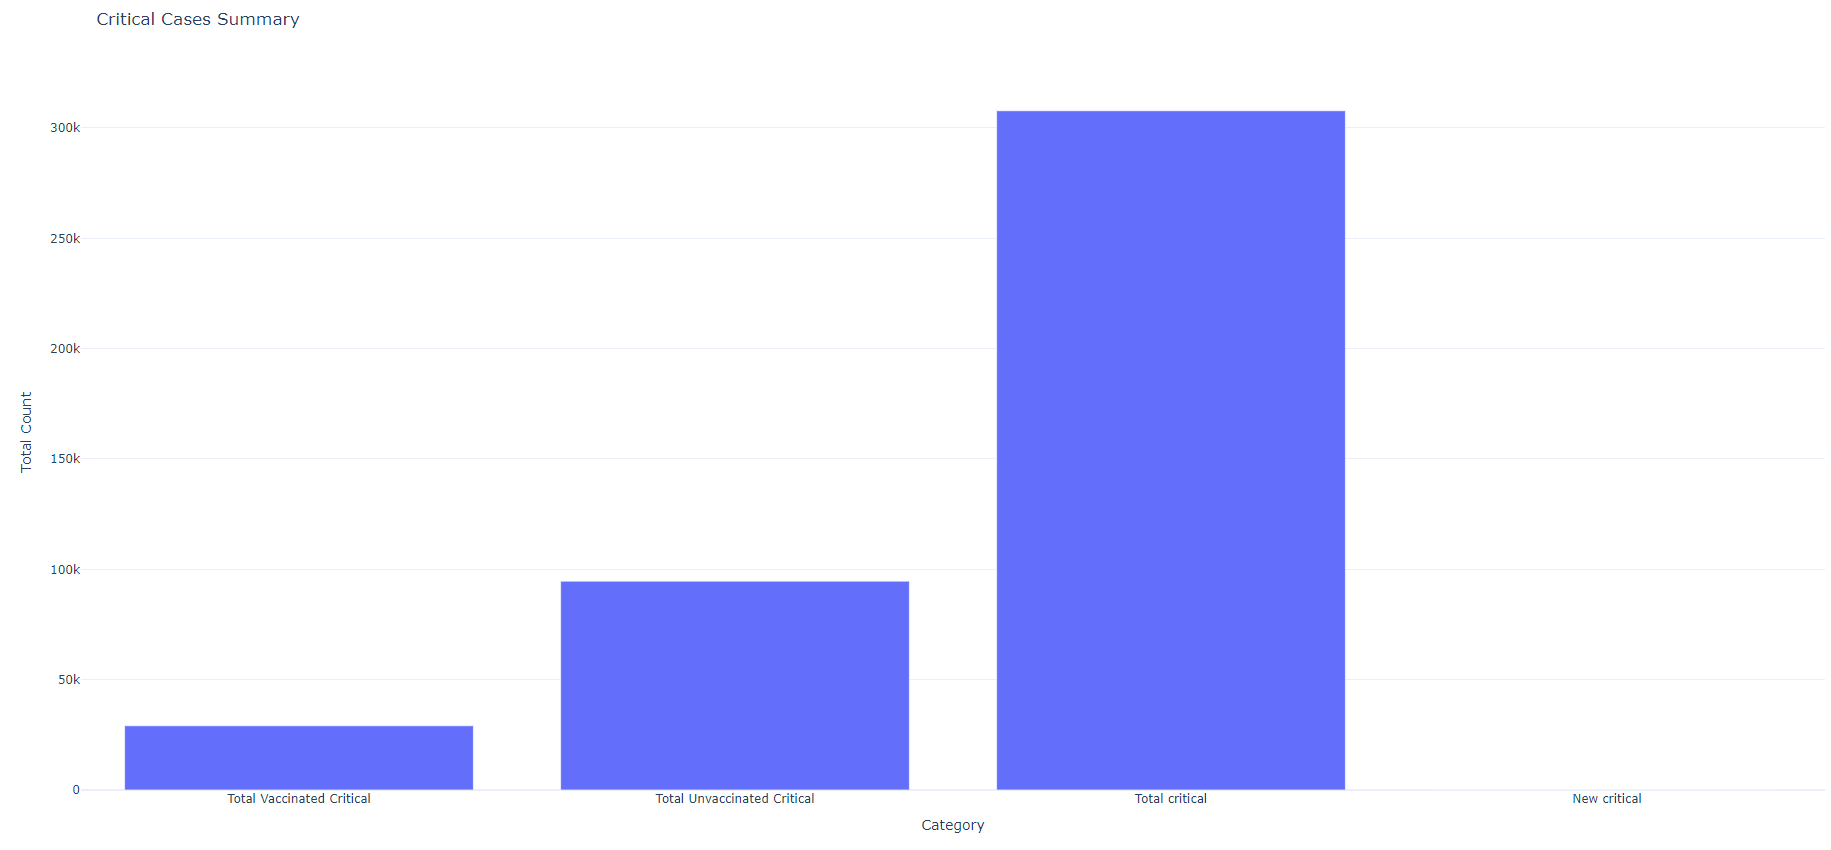 Critical Cases Summary
Total Count
300k
250k
200k
150k
100k
50k
0
Total Vaccinated Critical
Total Unvaccinated Critical
Total critical
New critical
Category